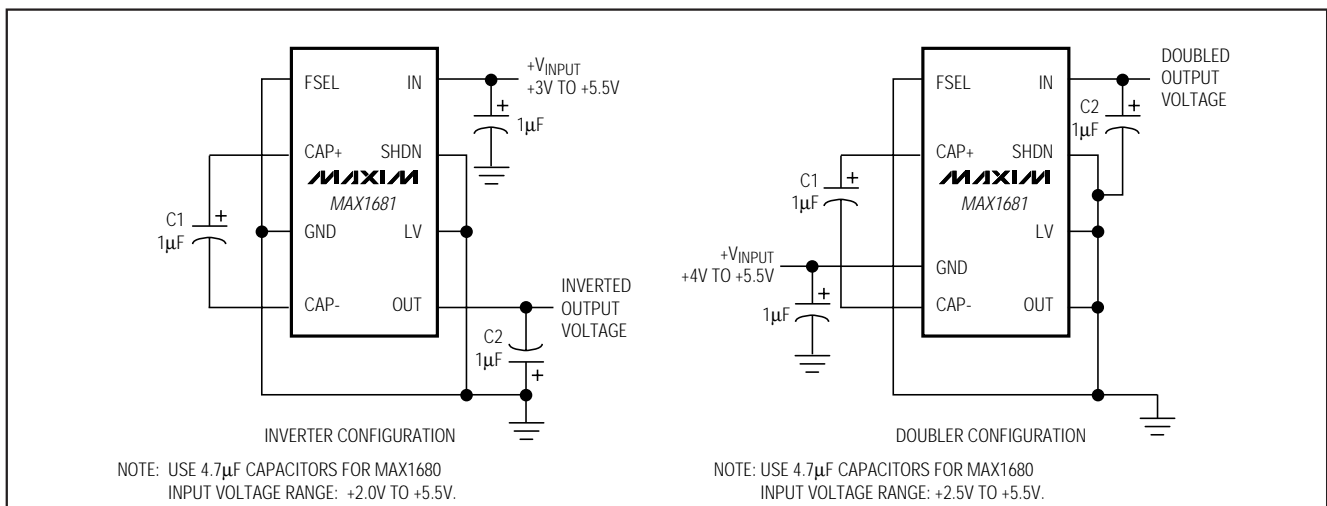 FSEL
IN
+VINPUT
+3V TO +5.5V
+
1µF
CAP+
SHDN
MAXIM
MAX1681
C1
+
1µF
GND
LV
CAP-
OUT
INVERTED
OUTPUT
VOLTAGE
C2
1µF
+
INVERTER CONFIGURATION
NOTE: USE 4.7µF CAPACITORS FOR MAX1680
INPUT VOLTAGE RANGE: +2.0V TO +5.5V.
FSEL
IN
DOUBLED
OUTPUT
VOLTAGE
C2
+
1µF
CAP+
SHDN
MAXIM
MAX1681
C1
+
1µF
LV
+VINPUT
+4V TO +5.5V
GND
+
1µF
CAP-
OUT
DOUBLER CONFIGURATION
NOTE: USE 4.7µF CAPACITORS FOR MAX1680
INPUT VOLTAGE RANGE: +2.5V TO +5.5V.